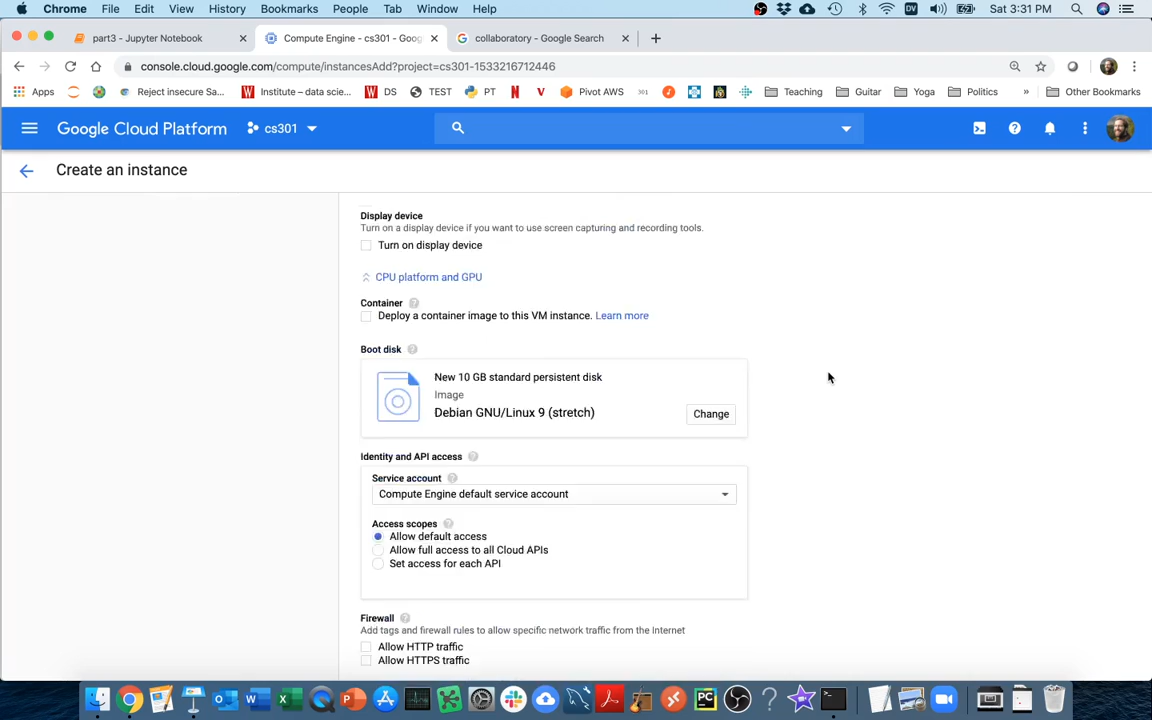 Chrome File Edit View History Bookmarks People Tab Window Help DV Sat 3:31 PM
part3 - Jupyter Notebook Compute Engine - cs301 - Goog collaboratory - Google Search
console.cloud.google.com/compute/instancesAdd?project=cs301-1533216712446
Apps Reject insecure Sa... Institute – data scie... DS TEST PT Pivot AWS 301 Teaching Guitar Yoga Politics » Other Bookmarks
Google Cloud Platform cs301
Create an instance
Display device
Turn on a display device if you want to use screen capturing and recording tools.
Turn on display device
CPU platform and GPU
Container
Deploy a container image to this VM instance. Learn more
Boot disk
New 10 GB standard persistent disk
Image
Debian GNU/Linux 9 (stretch)
Change
Identity and API access
Service account
Compute Engine default service account
Access scopes
Allow default access
Allow full access to all Cloud APIs
Set access for each API
Firewall
Add tags and firewall rules to allow specific network traffic from the Internet
Allow HTTP traffic
Allow HTTPS traffic